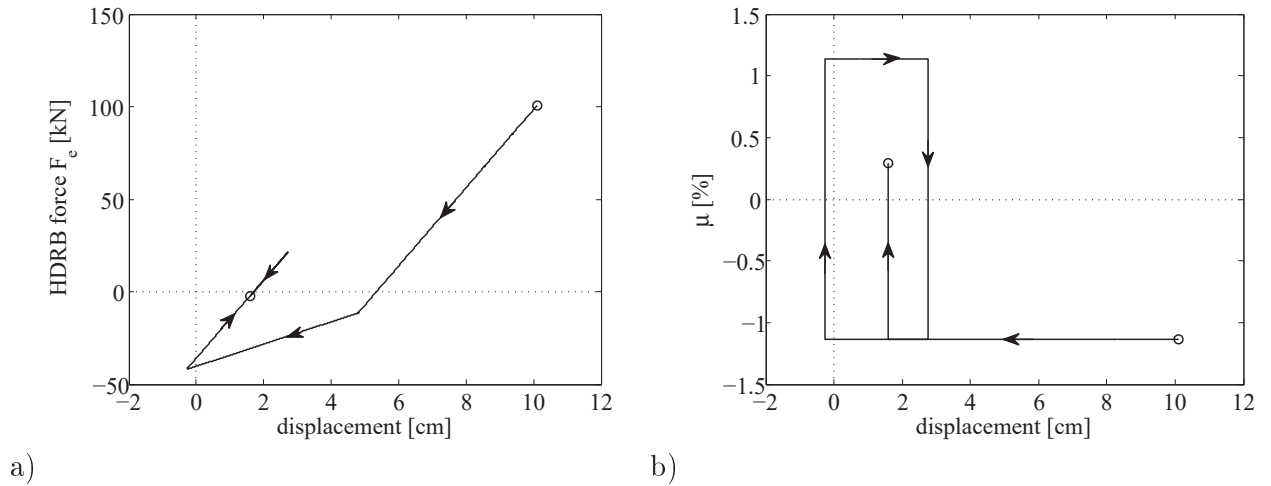 150
100
50
0
−50
−2 0 2 4 6 8 10 12
HDRB force F_e [kN]
displacement [cm]
a)
1.5
1
0.5
0
−0.5
−1
−1.5
−2 0 2 4 6 8 10 12
μ [%]
displacement [cm]
b)